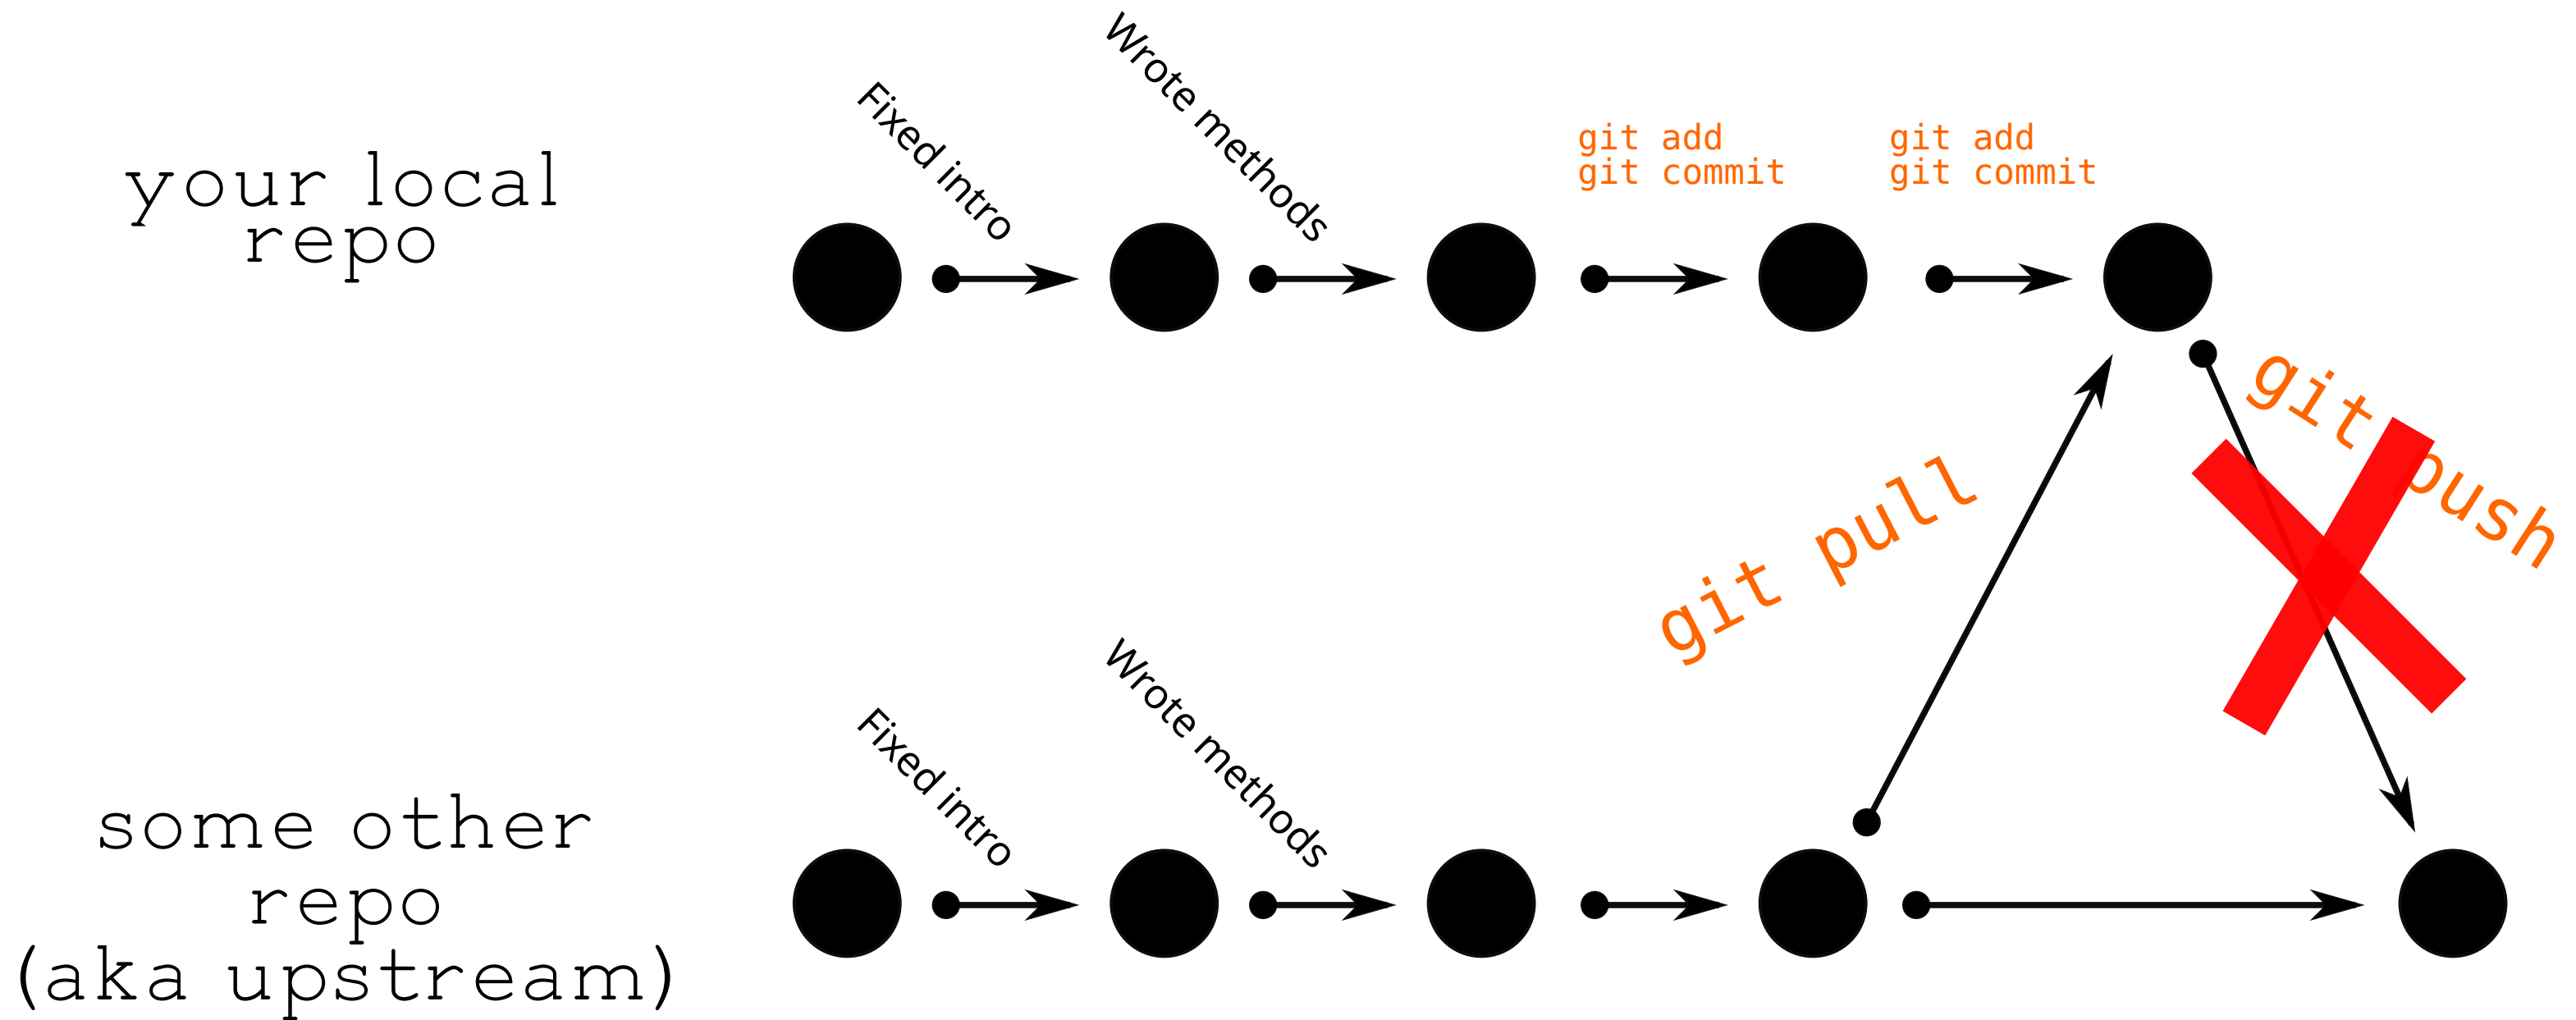 your local
repo
Fixed intro
Wrote methods
git add
git commit
git add
git commit
git pull
git push
some other
repo
(aka upstream)
Fixed intro
Wrote methods